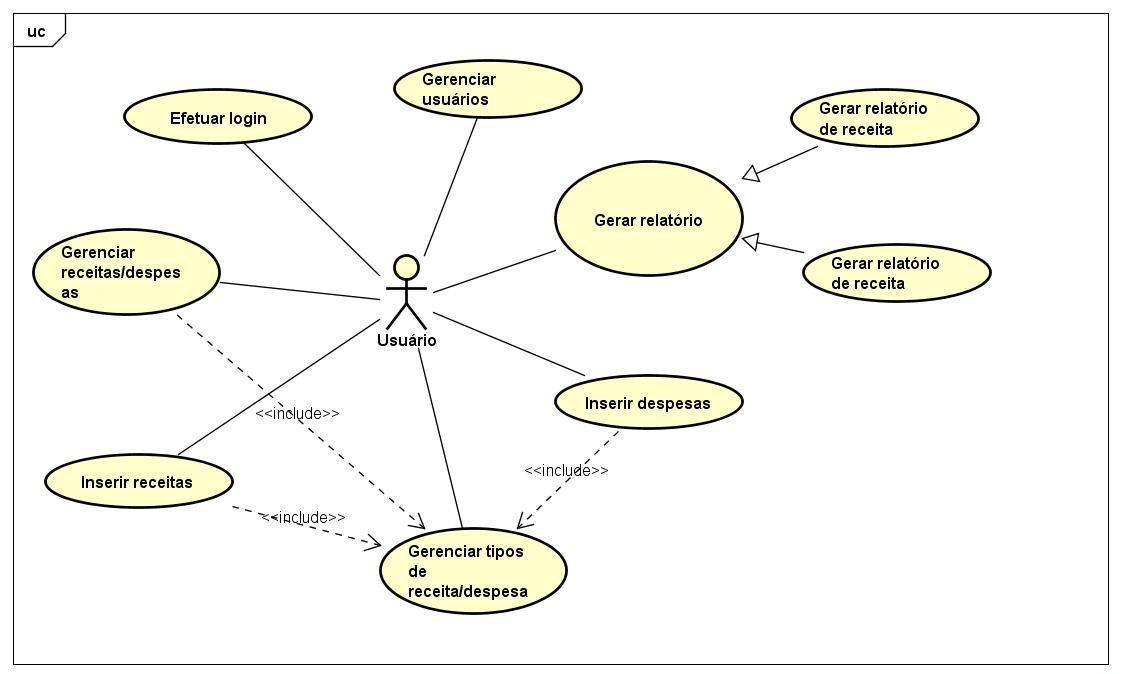 uc
Gerenciar
usuários
Efetuar login
Gerar relatório
de receita
Gerar relatório
Gerenciar
receitas/despes
as
Gerar relatório
de receita
Usuário
Inserir despesas
<<include>>
<<include>>
Inserir receitas
<<include>>
Gerenciar tipos
de
receita/despesa